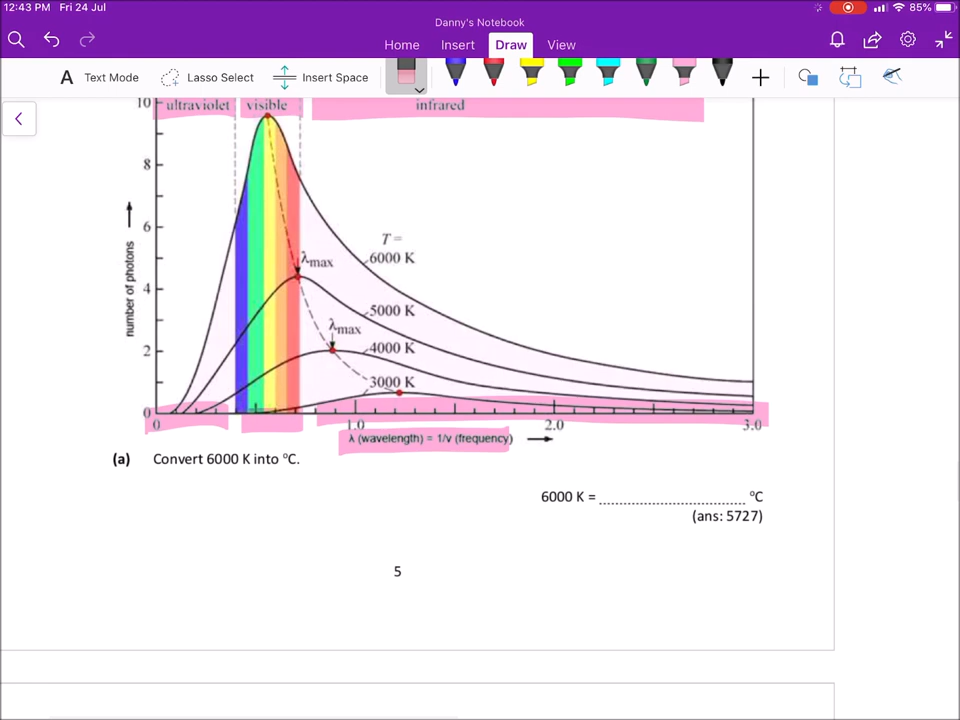 12:43 PM Fri 24 Jul
85%
Danny's Notebook
Home Insert Draw View
A Text Mode Lasso Select Insert Space
10 ultraviolet visible infrared
8
T =
6 6000 K
λmax
number of photons
4
5000 K
λmax
4000 K
2
3000 K
0
0 1.0 2.0 3.0
λ (wavelength) = 1/v (frequency)
(a) Convert 6000 K into ºC.
6000 K = ................................ ºC
(ans: 5727)
5